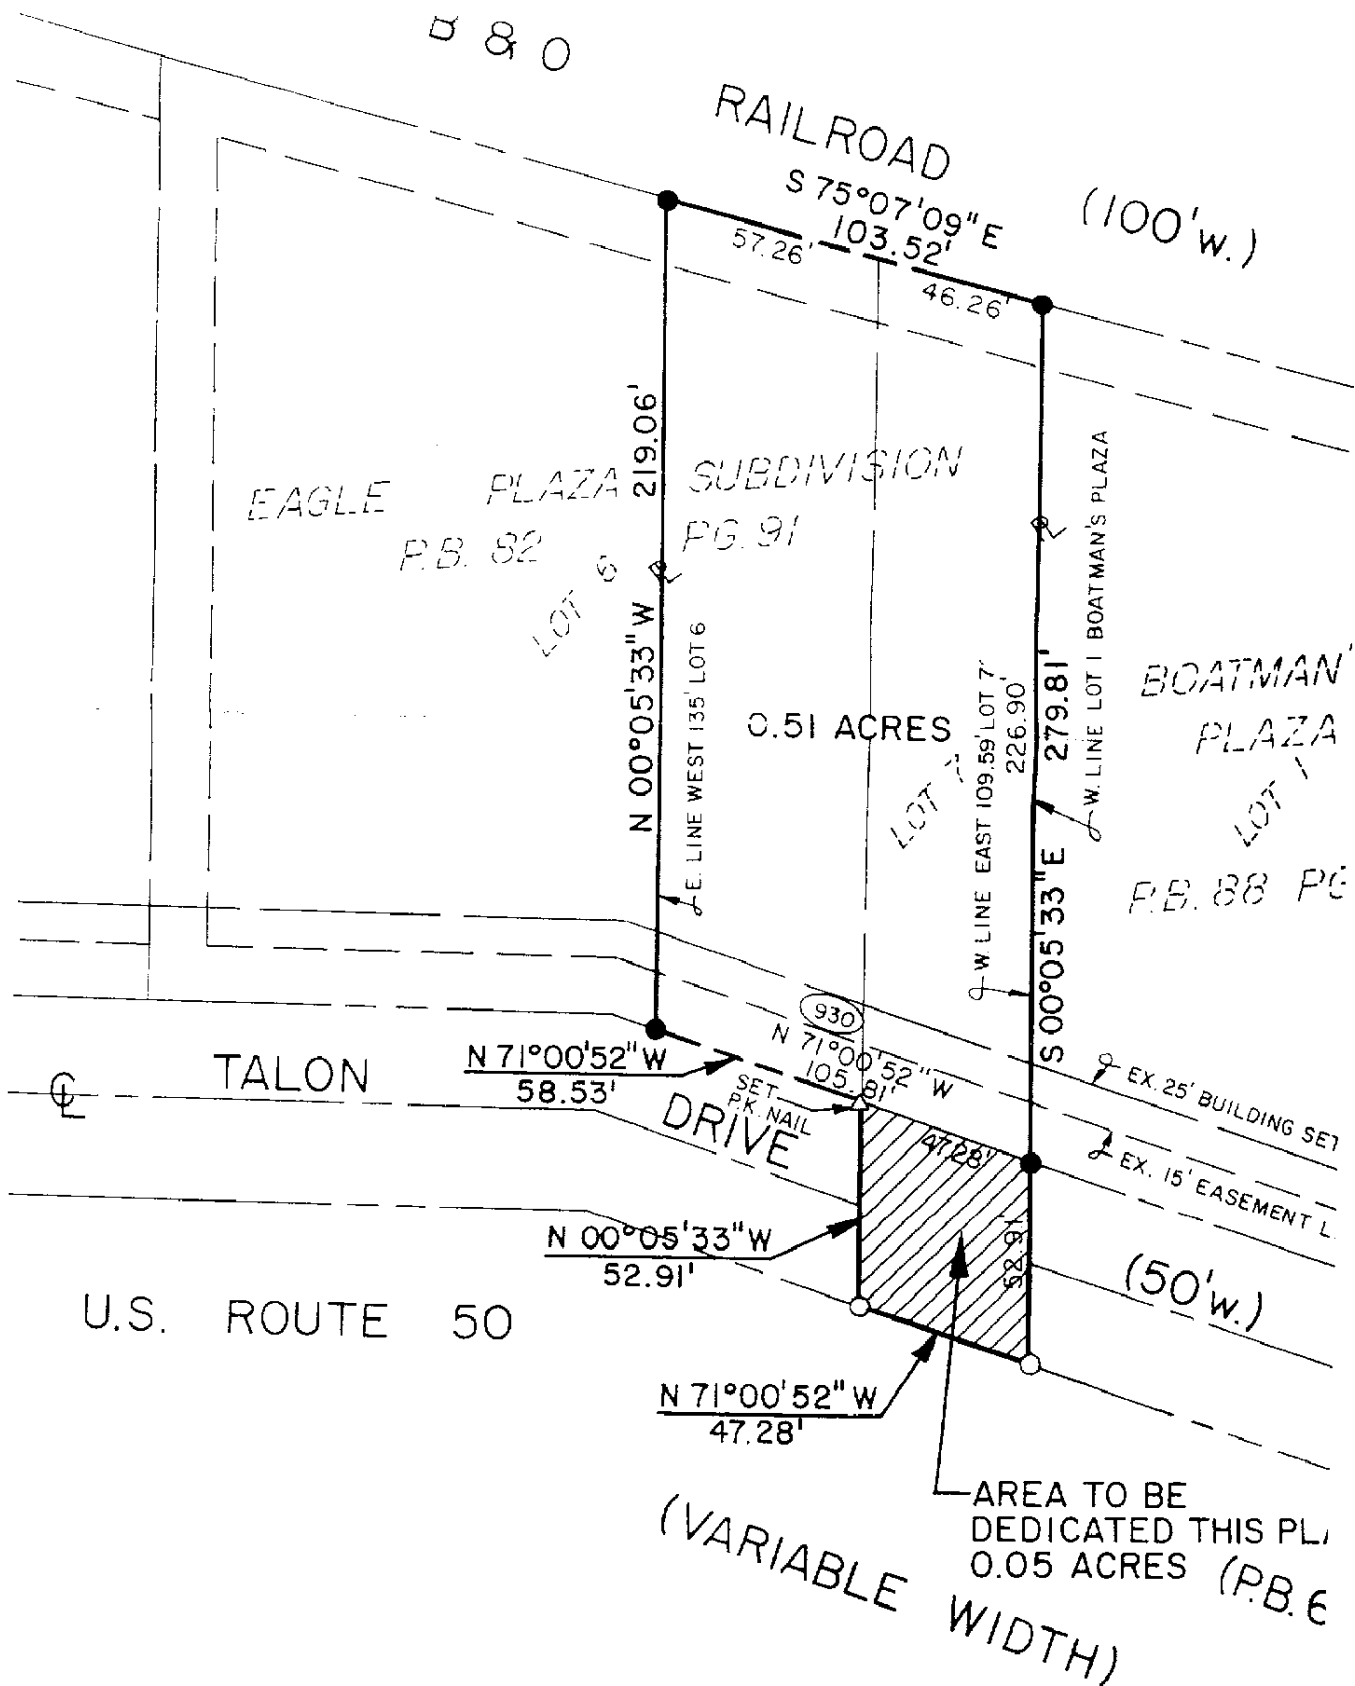 B & O
RAILROAD
(100'w.)
S 75°07'09" E
103.52'
57.26'
46.26'
EAGLE PLAZA SUBDIVISION
P.B. 82 PG. 91
LOT 6
219.06'
N 00°05'33" W
E. LINE WEST 135' LOT 6
0.51 ACRES
LOT 7
W. LINE EAST 109.59' LOT 7
226.90'
279.81'
S 00°05'33" E
W. LINE LOT 1 BOATMAN'S PLAZA
BOATMAN'
PLAZA
LOT 1
P.B. 88 PG
930
N 71°00'52" W
105.81'
N 71°00'52" W
58.53'
SET
P.K. NAIL
TALON
DRIVE
47.28'
EX. 25' BUILDING SET
EX. 15' EASEMENT L
N 00°05'33" W
52.91'
52.91'
(50'w.)
U.S. ROUTE 50
N 71°00'52" W
47.28'
AREA TO BE
DEDICATED THIS PLA
0.05 ACRES
(P.B. 6
(VARIABLE WIDTH)